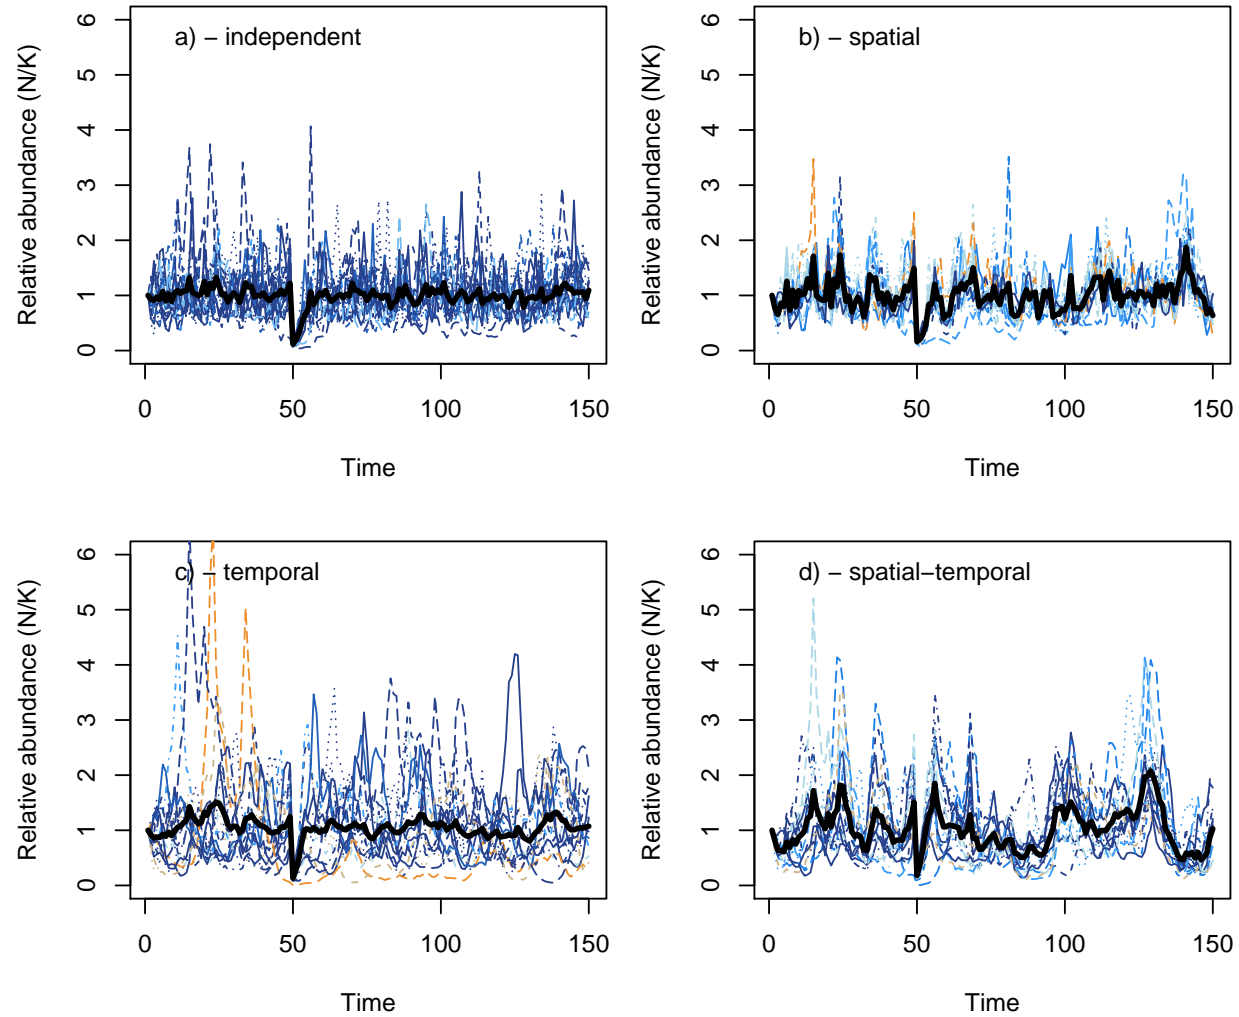 a) − independent
Relative abundance (N/K)
0 1 2 3 4 5 6
0 50 100 150
Time
b) − spatial
Relative abundance (N/K)
0 1 2 3 4 5 6
0 50 100 150
Time
c) − temporal
Relative abundance (N/K)
0 1 2 3 4 5 6
0 50 100 150
Time
d) − spatial−temporal
Relative abundance (N/K)
0 1 2 3 4 5 6
0 50 100 150
Time